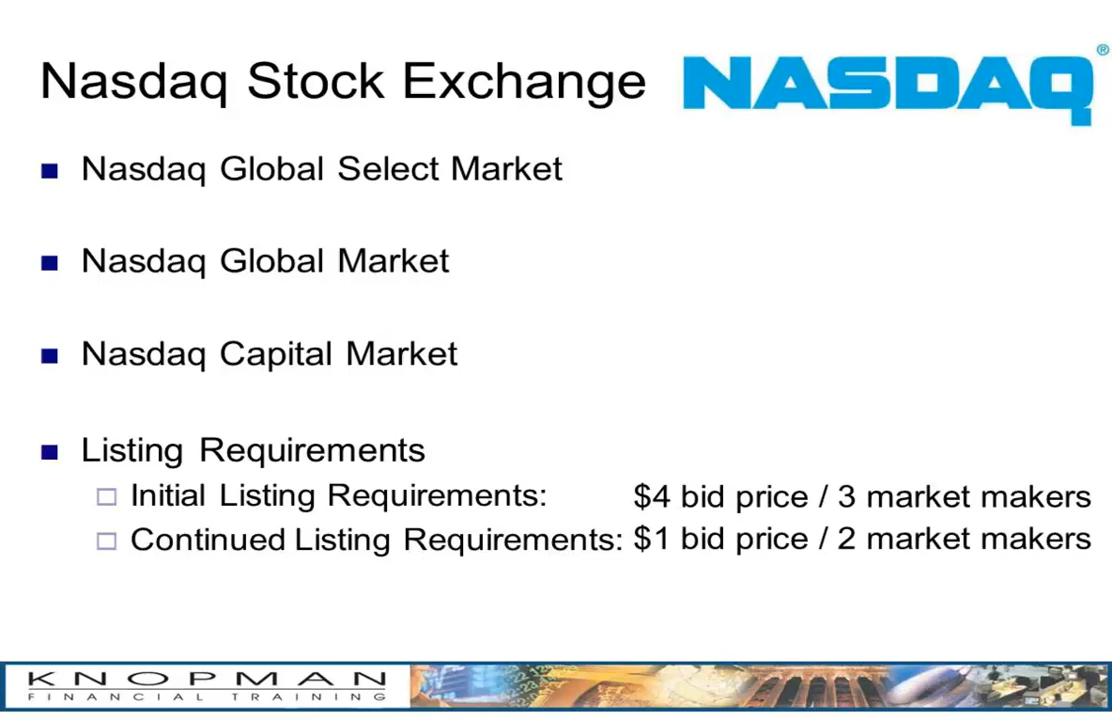 Nasdaq Stock Exchange
NASDAQ®
Nasdaq Global Select Market
Nasdaq Global Market
Nasdaq Capital Market
Listing Requirements
Initial Listing Requirements: $4 bid price / 3 market makers
Continued Listing Requirements: $1 bid price / 2 market makers
KNOPMAN
FINANCIAL TRAINING